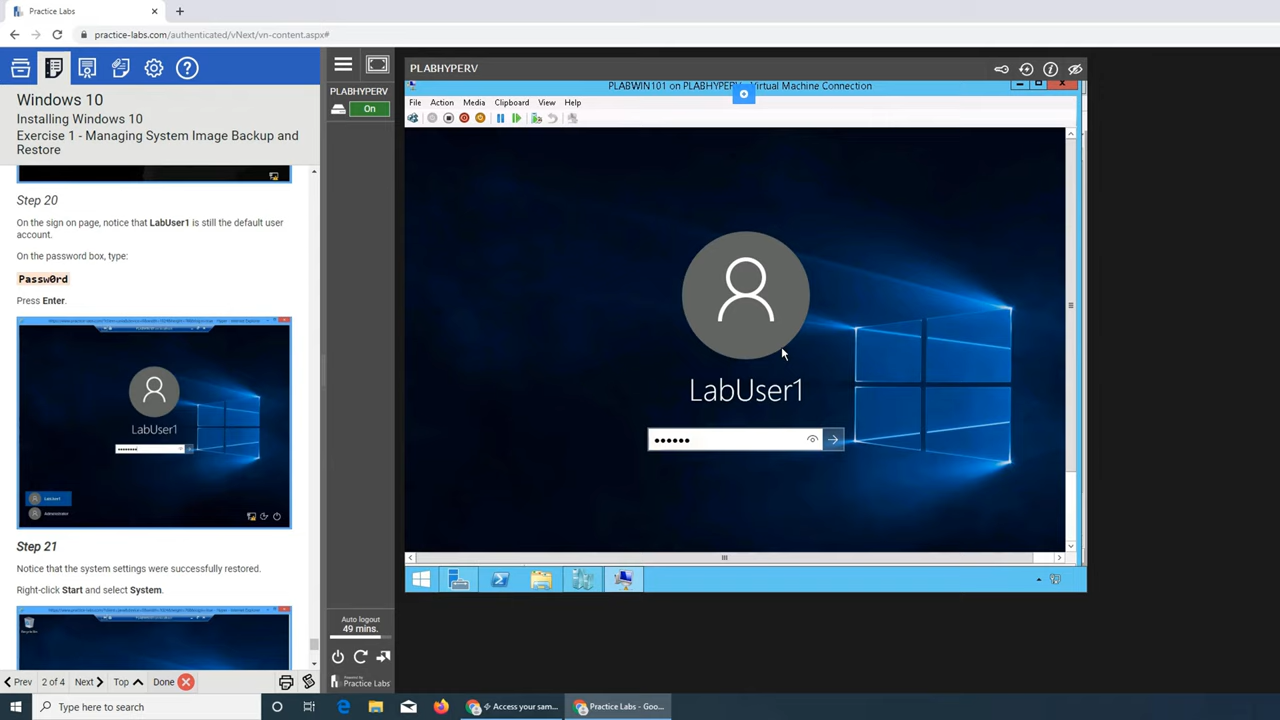 Practice Labs
practice-labs.com/authenticated/vNext/vn-content.aspx#
Windows 10
Installing Windows 10
Exercise 1 - Managing System Image Backup and
Restore
Step 20
On the sign on page, notice that LabUser1 is still the default user
account.
On the password box, type:
Passw0rd
Press Enter.
LabUser1
LabUser1
Administrator
Step 21
Notice that the system settings were successfully restored.
Right-click Start and select System.
Prev
2 of 4
Next
Top
Done
PLABHYPERV
On
Auto logout
49 mins.
Powered by
Practice Labs
PLABHYPERV
PLABWIN101 on PLABHYPERV - Virtual Machine Connection
File Action Media Clipboard View Help
LabUser1
Type here to search
Access your sam...
Practice Labs - Goo...